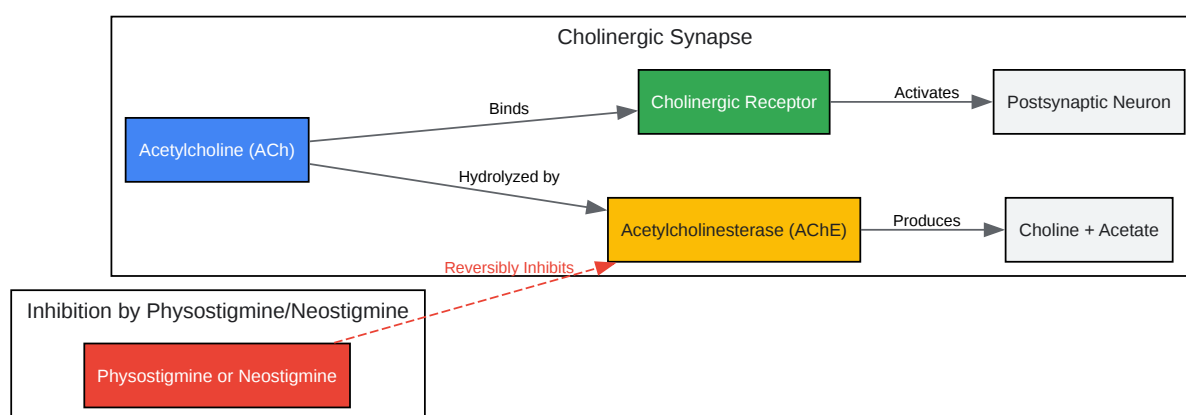 Cholinergic Synapse
Acetylcholine (ACh)
Binds
Cholinergic Receptor
Activates
Postsynaptic Neuron
Hydrolyzed by
Acetylcholinesterase (AChE)
Produces
Choline + Acetate
Reversibly Inhibits
Inhibition by Physostigmine/Neostigmine
Physostigmine or Neostigmine